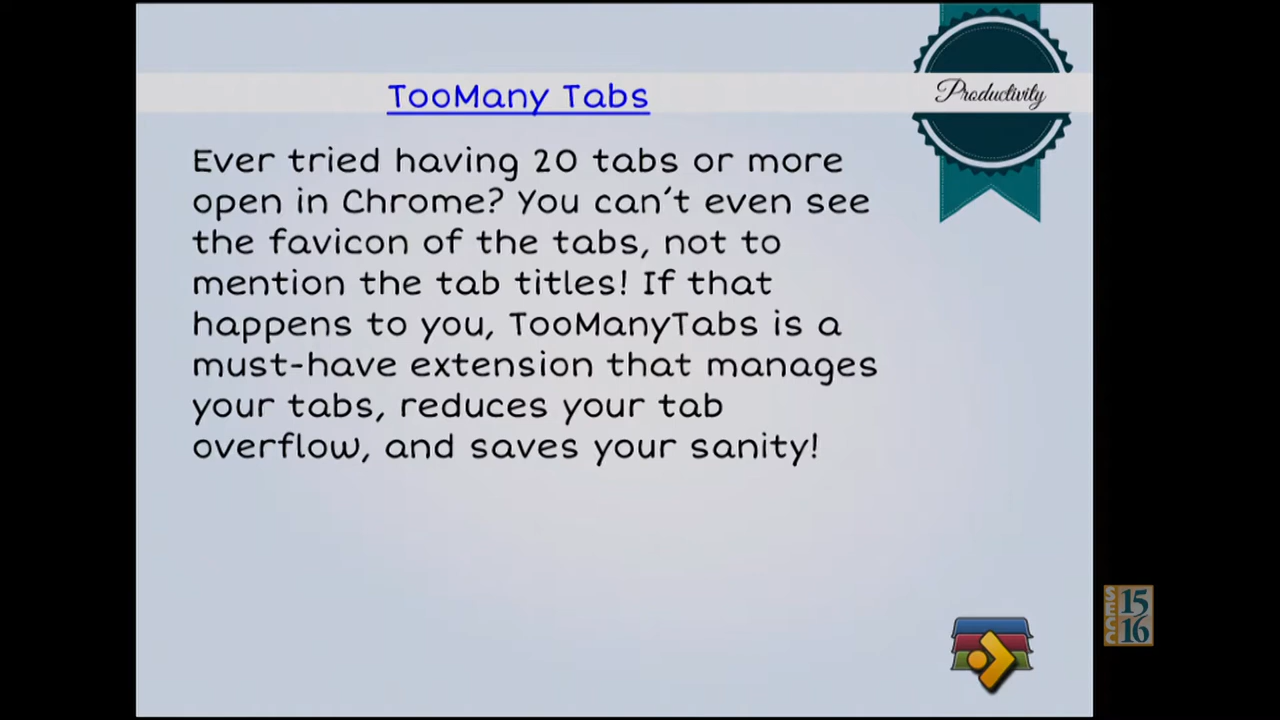 TooMany Tabs
Productivity
Ever tried having 20 tabs or more
open in Chrome? You can't even see
the favicon of the tabs, not to
mention the tab titles! If that
happens to you, TooManyTabs is a
must-have extension that manages
your tabs, reduces your tab
overflow, and saves your sanity!
SECC
15
16